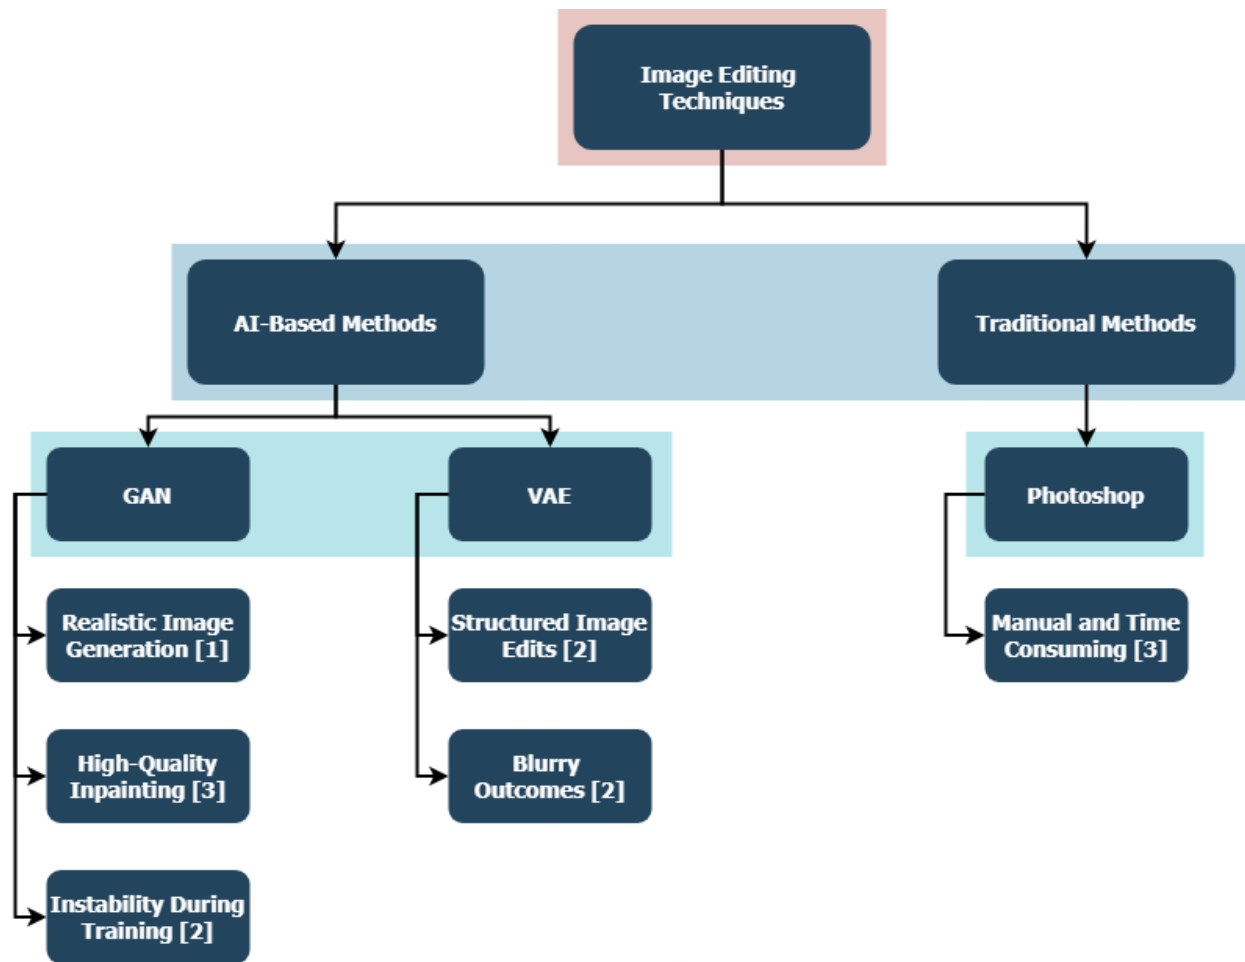 Image Editing
Techniques
AI-Based Methods
Traditional Methods
GAN
VAE
Photoshop
Realistic Image
Generation [1]
Structured Image
Edits [2]
Manual and Time
Consuming [3]
High-Quality
Inpainting [3]
Blurry
Outcomes [2]
Instability During
Training [2]